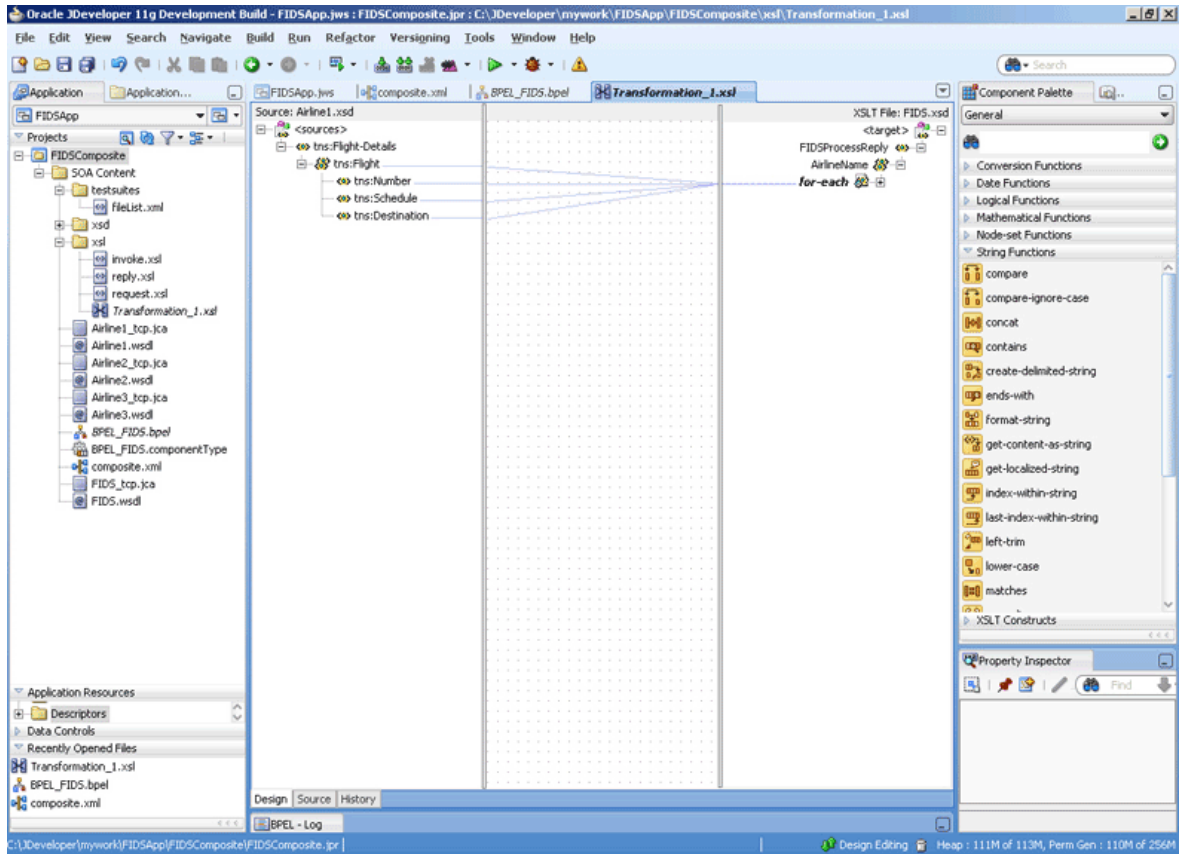 Oracle JDeveloper 11g Development Build - FIDSApp.jws : FIDSComposite.jpr : C:\JDeveloper\mywork\FIDSApp\FIDSComposite\xsl\Transformation_1.xsl
File Edit View Search Navigate Build Run Refactor Versioning Tools Window Help
Search
Application Application...
FIDSApp
Projects
FIDSComposite
SOA Content
testsuites
fileList.xml
xsd
xsl
invoke.xsl
reply.xsl
request.xsl
Transformation_1.xsl
Airline1_tcp.jca
Airline1.wsdl
Airline2_tcp.jca
Airline2.wsdl
Airline3_tcp.jca
Airline3.wsdl
BPEL_FIDS.bpel
BPEL_FIDS.componentType
composite.xml
FIDS_tcp.jca
FIDS.wsdl
Application Resources
Descriptors
Data Controls
Recently Opened Files
Transformation_1.xsl
BPEL_FIDS.bpel
composite.xml
FIDSApp.jws composite.xml BPEL_FIDS.bpel Transformation_1.xsl
Source: Airline1.xsd XSLT File: FIDS.xsd
<sources> <target>
tns:Flight-Details FIDSProcessReply
tns:Flight AirlineName
tns:Number for-each
tns:Schedule
tns:Destination
Design Source History
BPEL - Log
Component Palette
General
Conversion Functions
Date Functions
Logical Functions
Mathematical Functions
Node-set Functions
String Functions
compare
compare-ignore-case
concat
contains
create-delimited-string
ends-with
format-string
get-content-as-string
get-localized-string
index-within-string
last-index-within-string
left-trim
lower-case
matches
XSLT Constructs
Property Inspector
Find
C:\JDeveloper\mywork\FIDSApp\FIDSComposite\FIDSComposite.jpr Design Editing Heap : 111M of 113M, Perm Gen : 110M of 256M